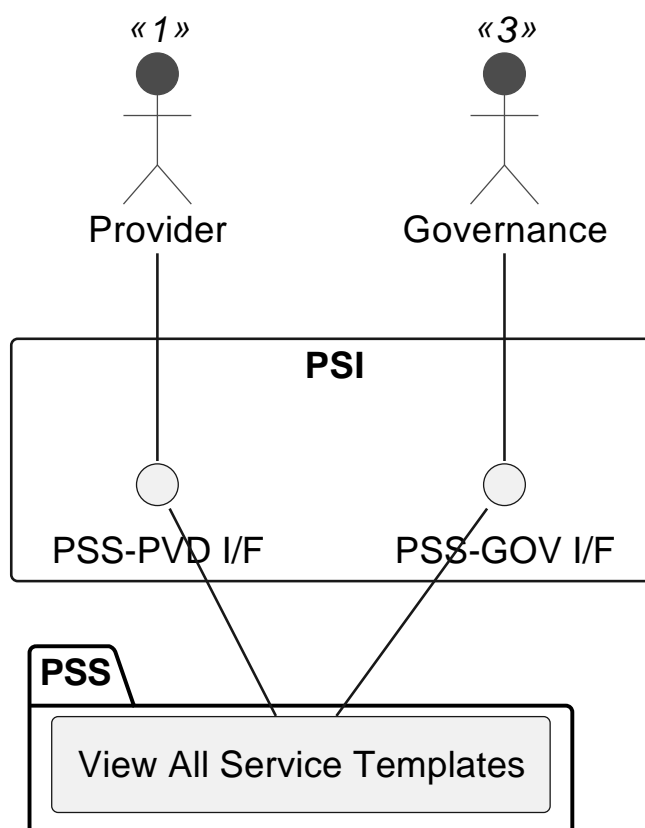 «1» «3»
Provider Governance
PSI
PSS-PVD I/F PSS-GOV I/F
PSS
View All Service Templates